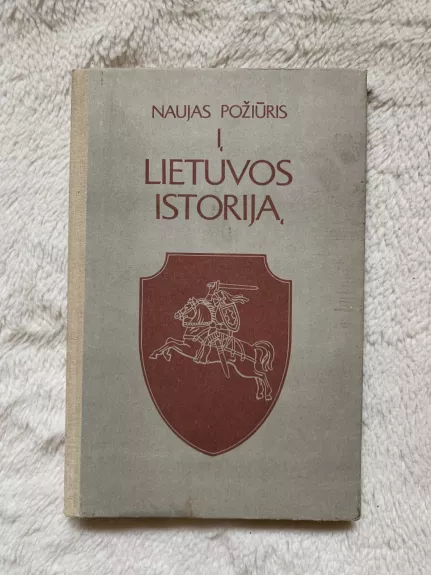 NAUJAS POŽIŪRIS
Į
LIETUVOS
ISTORIJĄ